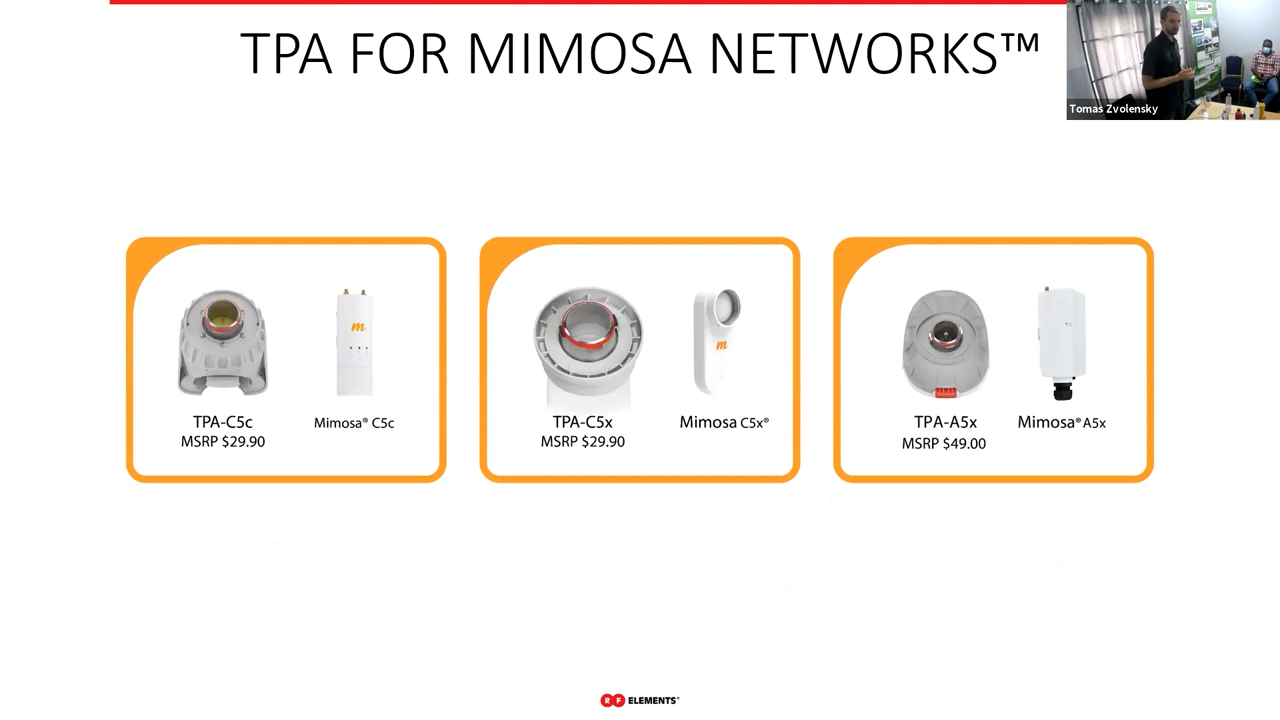 TPA FOR MIMOSA NETWORKS™
Tomas Zvolensky
TPA-C5c
MSRP $29.90
m
Mimosa® C5c
TPA-C5x
MSRP $29.90
m
Mimosa C5x®
TPA-A5x
MSRP $49.00
Mimosa® A5x
RF ELEMENTS®